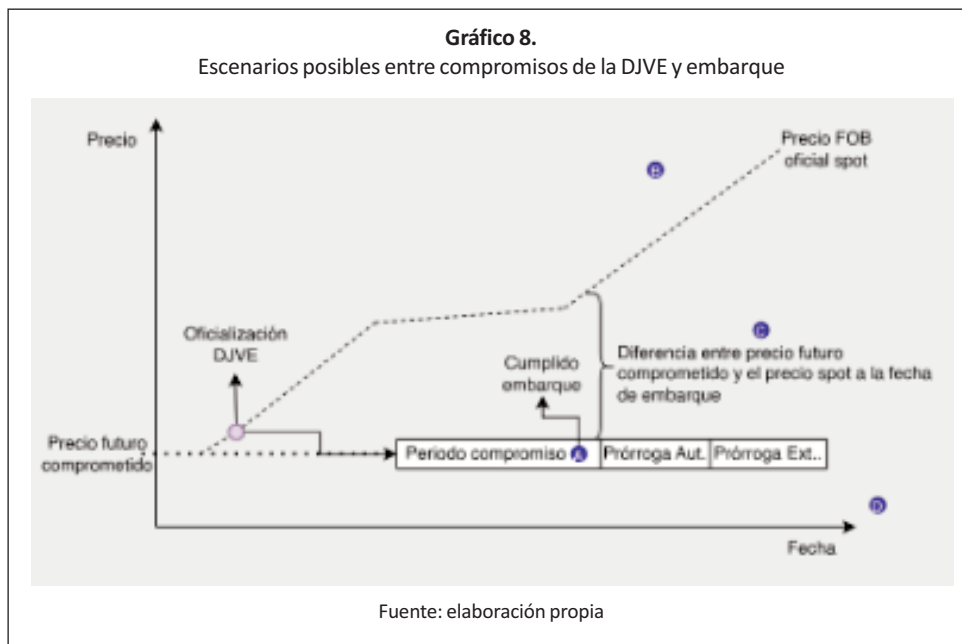 Gráfico 8.
Escenarios posibles entre compromisos de la DJVE y embarque
Precio
Precio FOB
oficial spot
B
Oficialización
DJVE
C
Cumplido
embarque
Diferencia entre precio futuro
comprometido y el precio spot a la fecha
de embarque
Precio futuro
comprometido
Periodo compromiso A Prórroga Aut. Prórroga Ext..
D
Fecha
Fuente: elaboración propia